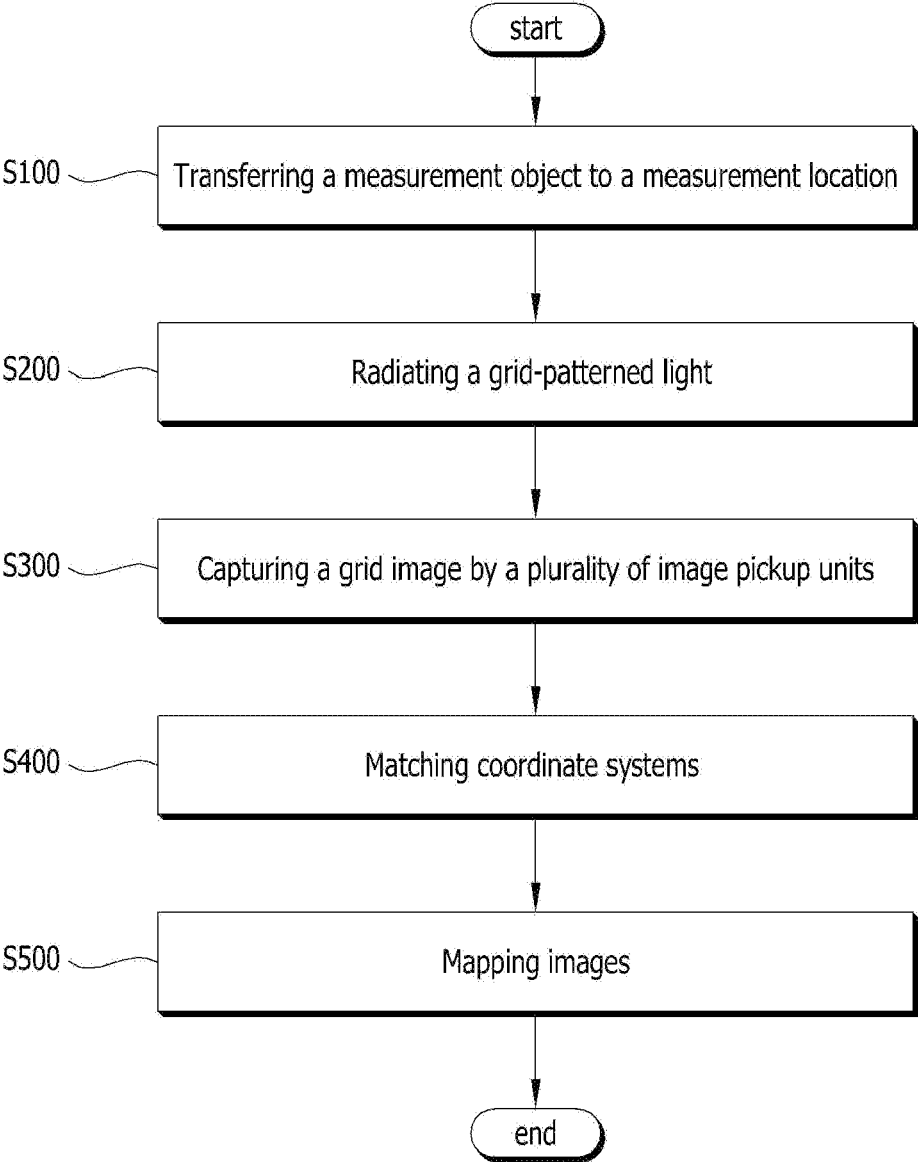 start
S100
Transferring a measurement object to a measurement location
S200
Radiating a grid-patterned light
S300
Capturing a grid image by a plurality of image pickup units
S400
Matching coordinate systems
S500
Mapping images
end